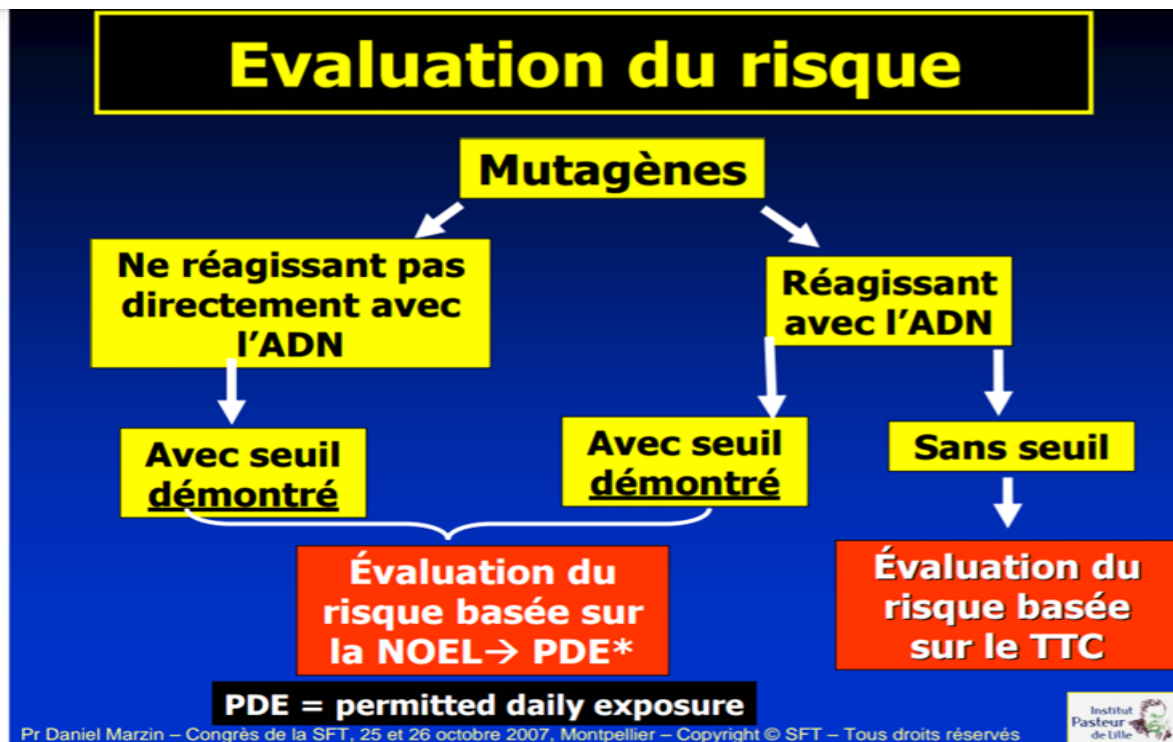 Evaluation du risque
Mutagènes
Ne réagissant pas
directement avec
l'ADN
Réagissant
avec l'ADN
Avec seuil
démontré
Avec seuil
démontré
Sans seuil
Évaluation du
risque basée sur
la NOEL→ PDE*
Évaluation du
risque basée
sur le TTC
PDE = permitted daily exposure
Pr Daniel Marzin – Congrès de la SFT, 25 et 26 octobre 2007, Montpellier – Copyright © SFT – Tous droits réservés
Institut
Pasteur
de Lille